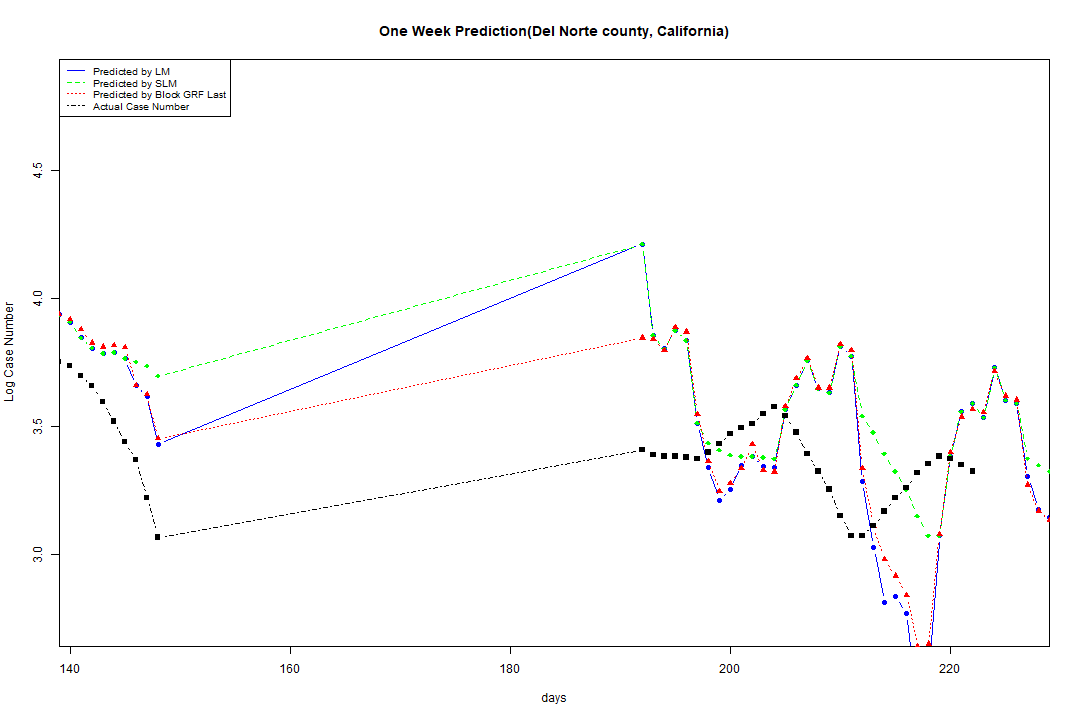 One Week Prediction(Del Norte county, California)
Predicted by LM
Predicted by SLM
Predicted by Block GRF Last
Actual Case Number
4.5
4.0
3.5
3.0
Log Case Number
140 160 180 200 220
days